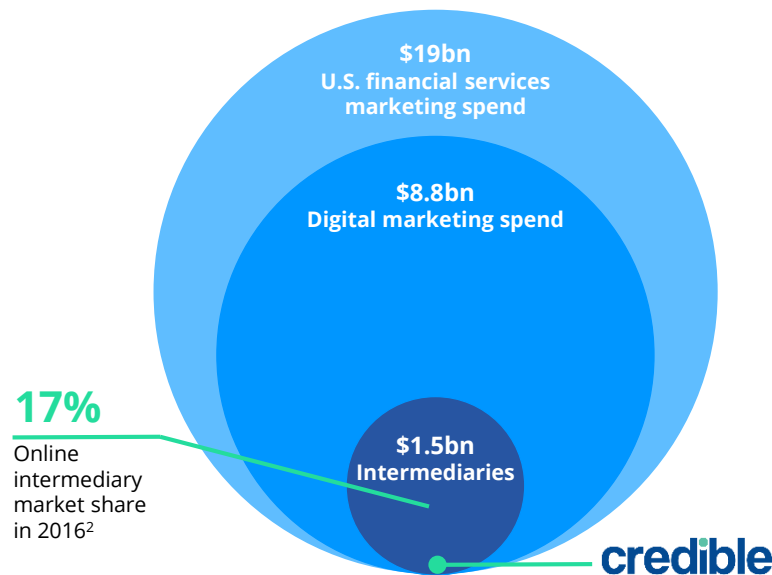 $19bn
U.S. financial services
marketing spend
$8.8bn
Digital marketing spend
17%
Online
intermediary
market share
in 2016²
$1.5bn
Intermediaries
credible